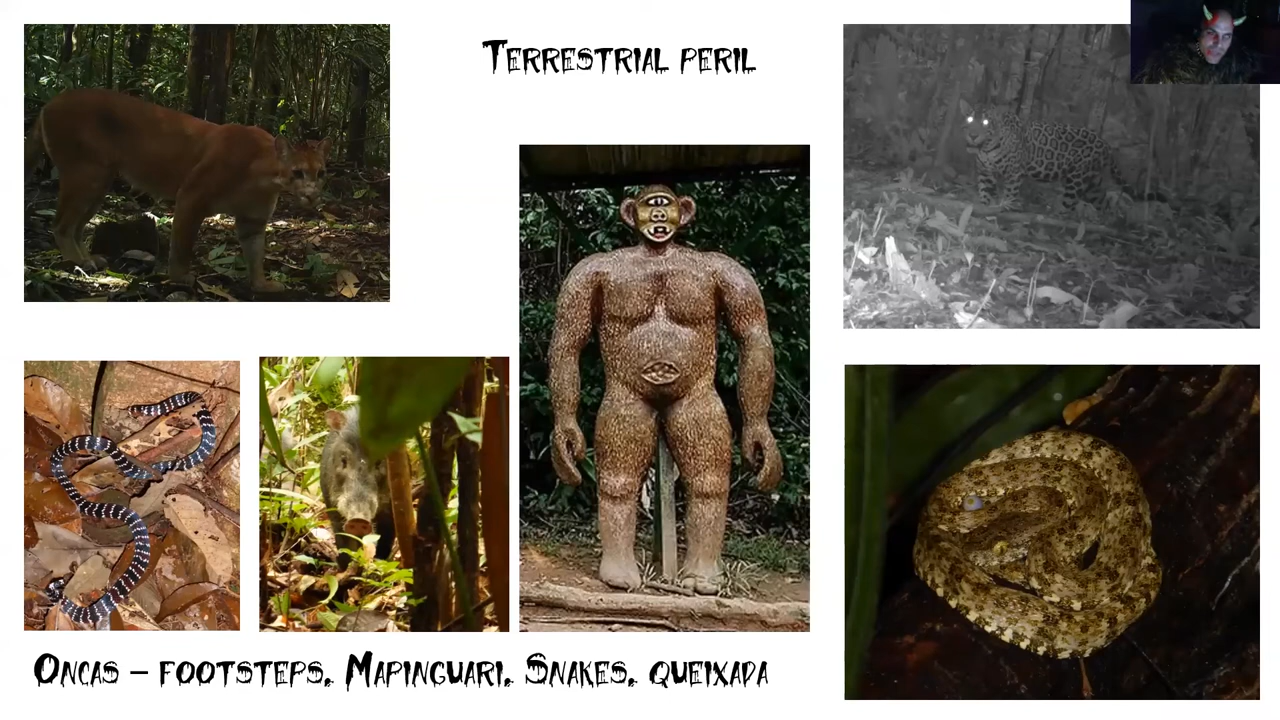 Terrestrial peril
Oncas – footsteps, Mapinguari, Snakes, queixada